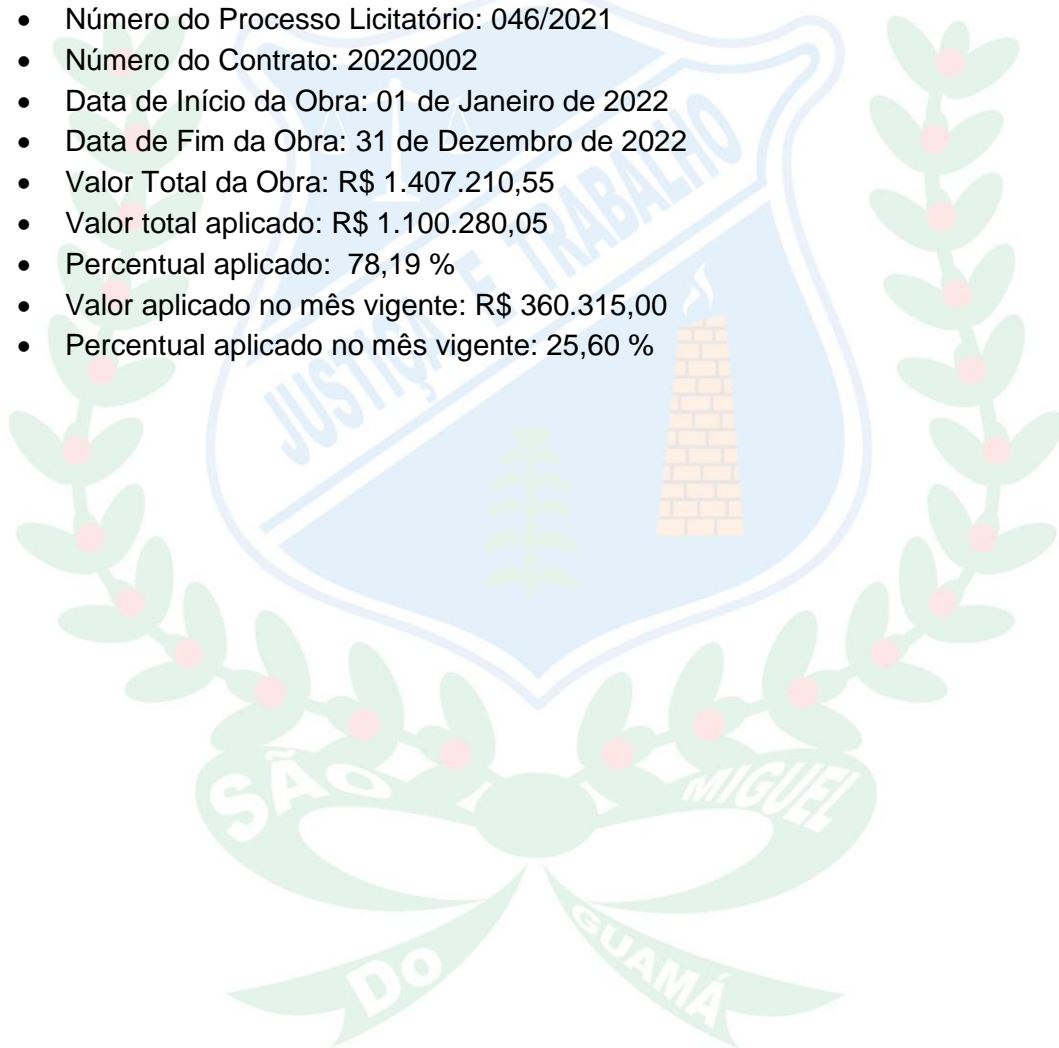 • Número do Processo Licitatório: 046/2021
• Número do Contrato: 20220002
• Data de Início da Obra: 01 de Janeiro de 2022
• Data de Fim da Obra: 31 de Dezembro de 2022
• Valor Total da Obra: R$ 1.407.210,55
• Valor total aplicado: R$ 1.100.280,05
• Percentual aplicado:  78,19 %
• Valor aplicado no mês vigente: R$ 360.315,00
• Percentual aplicado no mês vigente: 25,60 %
JUSTIÇA E TRABALHO
SÃO MIGUEL
DO GUAMÁ